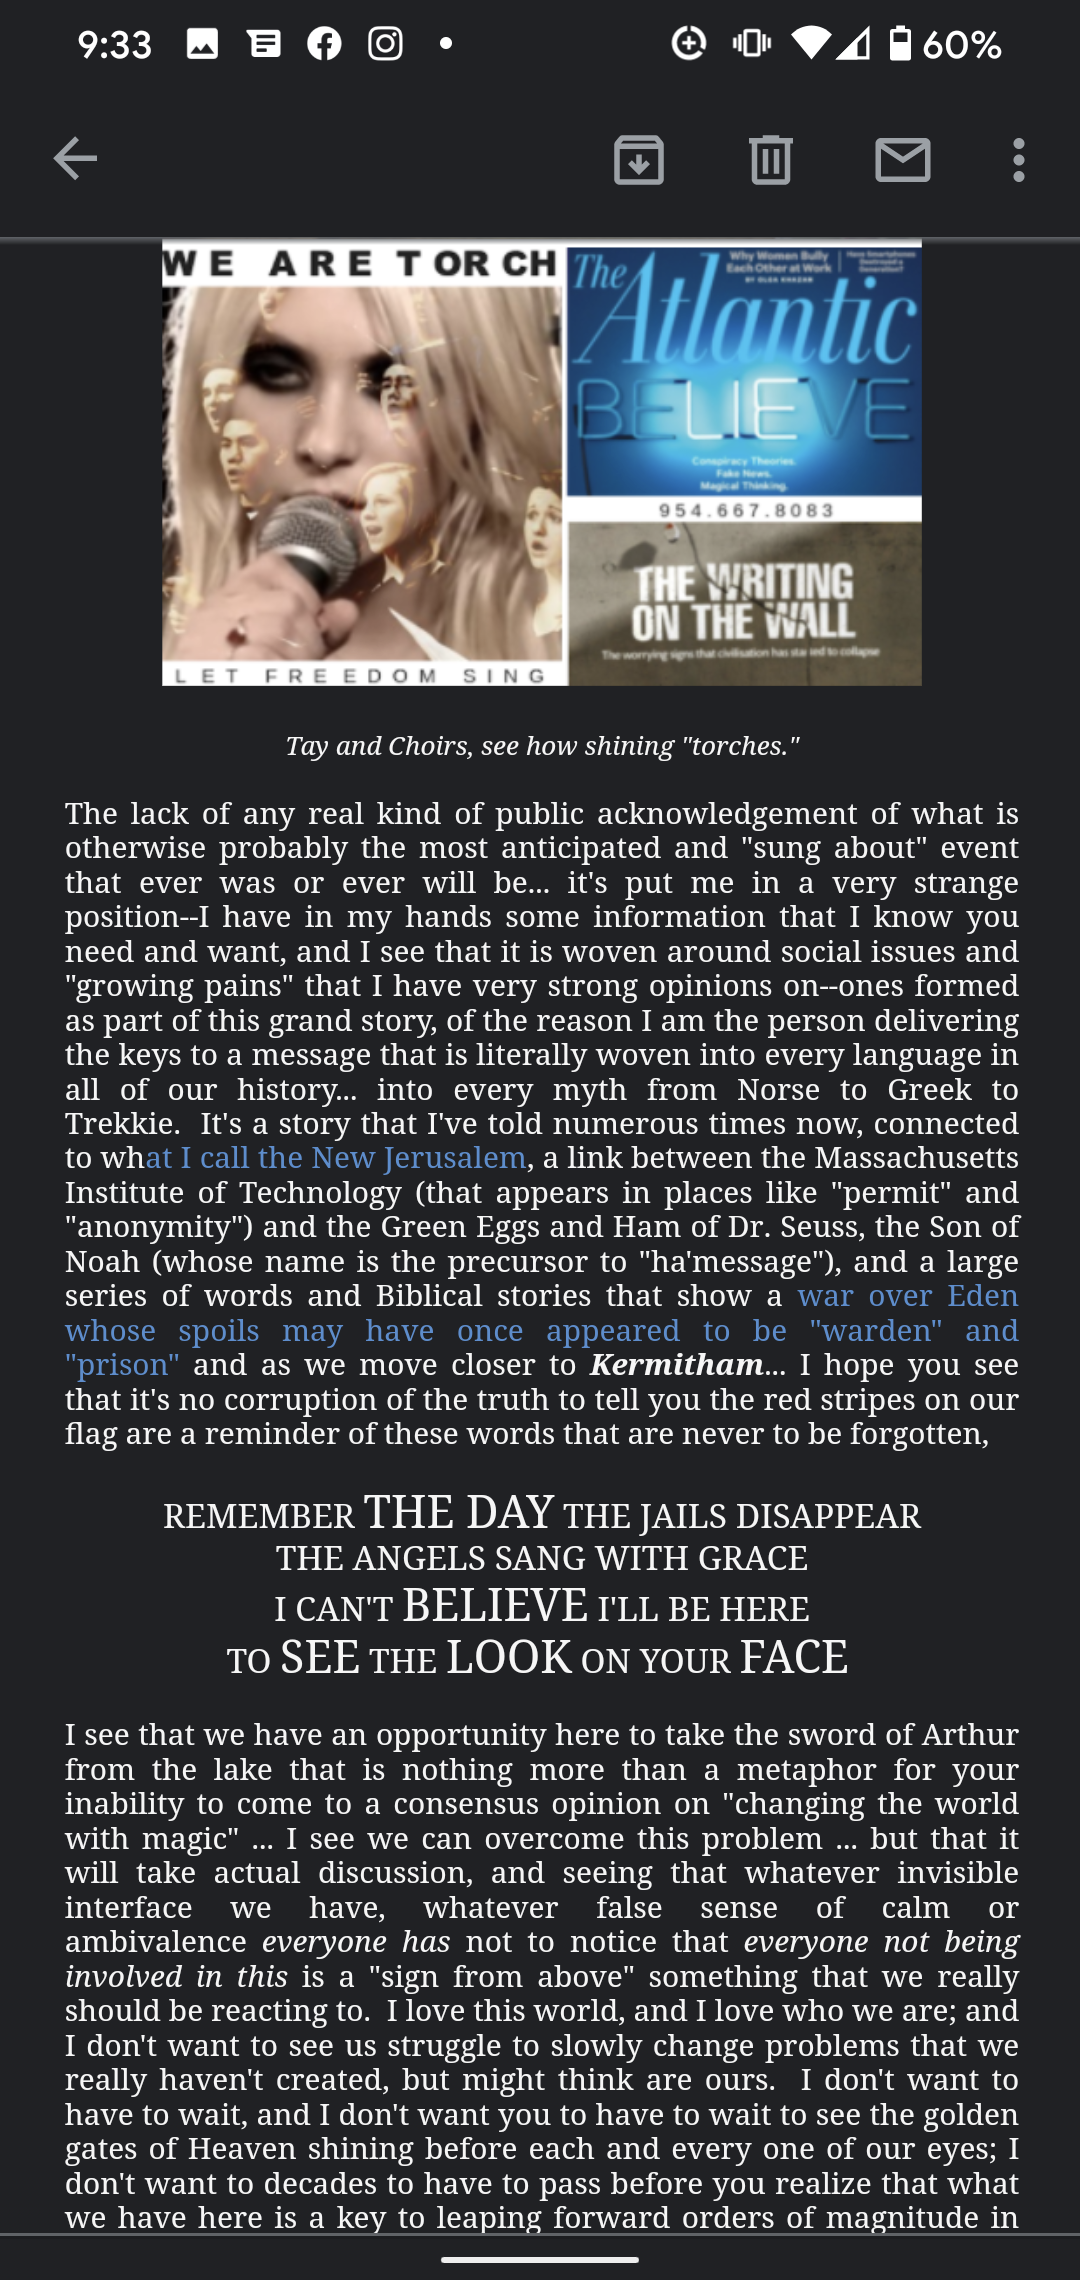 9:33
60%
WE ARE TORCH
The
Atlantic
Why Women Bully
Each Other at Work
BY OLGA KHAZAN
Have Smartphones
Destroyed a
Generation?
BELIEVE
Conspiracy Theories.
Fake News.
Magical Thinking.
954.667.8083
THE WRITING
ON THE WALL
The worrying signs that civilisation has started to collapse
LET FREEDOM SING
Tay and Choirs, see how shining "torches."
The lack of any real kind of public acknowledgement of what is
otherwise probably the most anticipated and "sung about" event
that ever was or ever will be... it's put me in a very strange
position--I have in my hands some information that I know you
need and want, and I see that it is woven around social issues and
"growing pains" that I have very strong opinions on--ones formed
as part of this grand story, of the reason I am the person delivering
the keys to a message that is literally woven into every language in
all of our history... into every myth from Norse to Greek to
Trekkie.  It's a story that I've told numerous times now, connected
to what I call the New Jerusalem, a link between the Massachusetts
Institute of Technology (that appears in places like "permit" and
"anonymity") and the Green Eggs and Ham of Dr. Seuss, the Son of
Noah (whose name is the precursor to "ha'message"), and a large
series of words and Biblical stories that show a war over Eden
whose spoils may have once appeared to be "warden" and
"prison" and as we move closer to Kermitham... I hope you see
that it's no corruption of the truth to tell you the red stripes on our
flag are a reminder of these words that are never to be forgotten,
REMEMBER THE DAY THE JAILS DISAPPEAR
THE ANGELS SANG WITH GRACE
I CAN'T BELIEVE I'LL BE HERE
TO SEE THE LOOK ON YOUR FACE
I see that we have an opportunity here to take the sword of Arthur
from the lake that is nothing more than a metaphor for your
inability to come to a consensus opinion on "changing the world
with magic" ... I see we can overcome this problem ... but that it
will take actual discussion, and seeing that whatever invisible
interface we have, whatever false sense of calm or
ambivalence everyone has not to notice that everyone not being
involved in this is a "sign from above" something that we really
should be reacting to.  I love this world, and I love who we are; and
I don't want to see us struggle to slowly change problems that we
really haven't created, but might think are ours.  I don't want to
have to wait, and I don't want you to have to wait to see the golden
gates of Heaven shining before each and every one of our eyes; I
don't want to decades to have to pass before you realize that what
we have here is a key to leaping forward orders of magnitude in